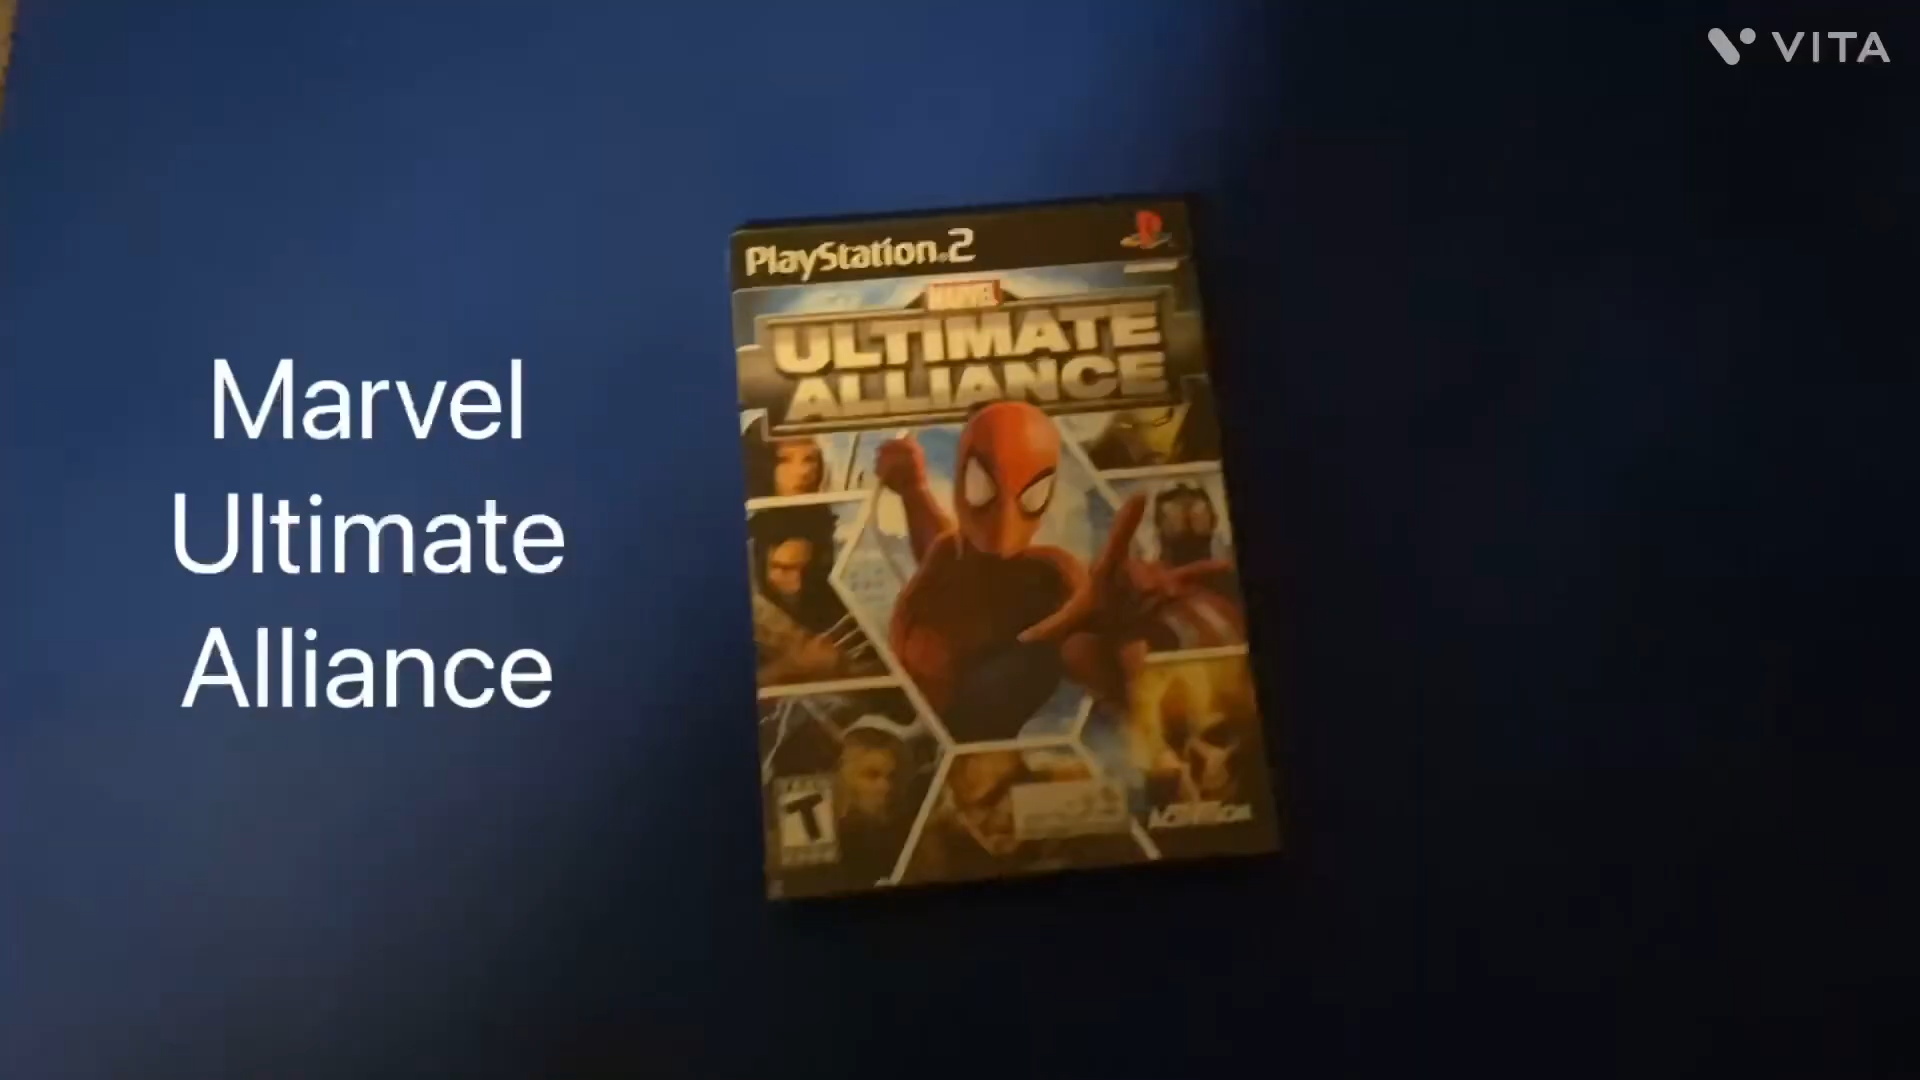 VITA
PlayStation.2
MARVEL
ULTIMATE
ALLIANCE
Marvel
Ultimate
Alliance
T
ACTIVISION